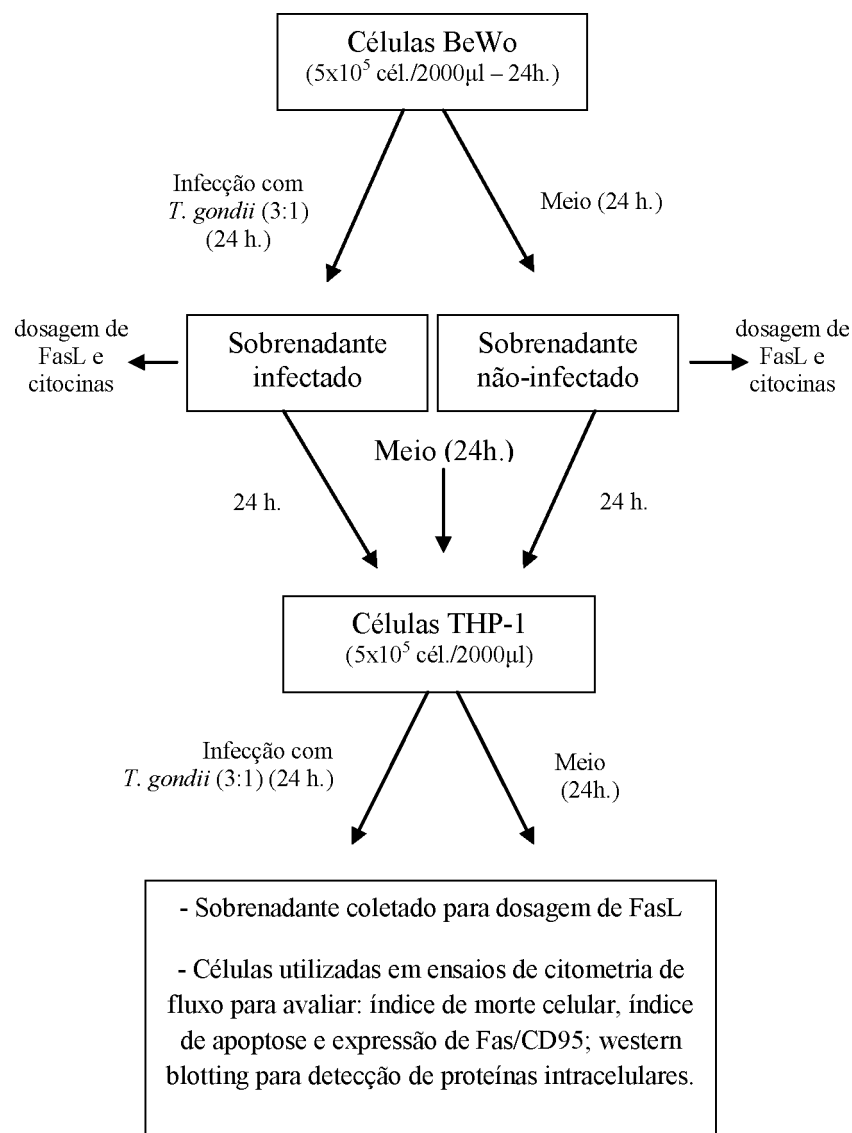 Células BeWo
(5x10⁵ cél./2000μl – 24h.)
Infecção com
T. gondii (3:1)
(24 h.)
Meio (24 h.)
dosagem de
FasL e
citocinas
Sobrenadante
infectado
Sobrenadante
não-infectado
dosagem de
FasL e
citocinas
Meio (24h.)
24 h.
24 h.
Células THP-1
(5x10⁵ cél./2000μl)
Infecção com
T. gondii (3:1) (24 h.)
Meio
(24h.)
- Sobrenadante coletado para dosagem de FasL
- Células utilizadas em ensaios de citometria de
fluxo para avaliar: índice de morte celular, índice
de apoptose e expressão de Fas/CD95; western
blotting para detecção de proteínas intracelulares.